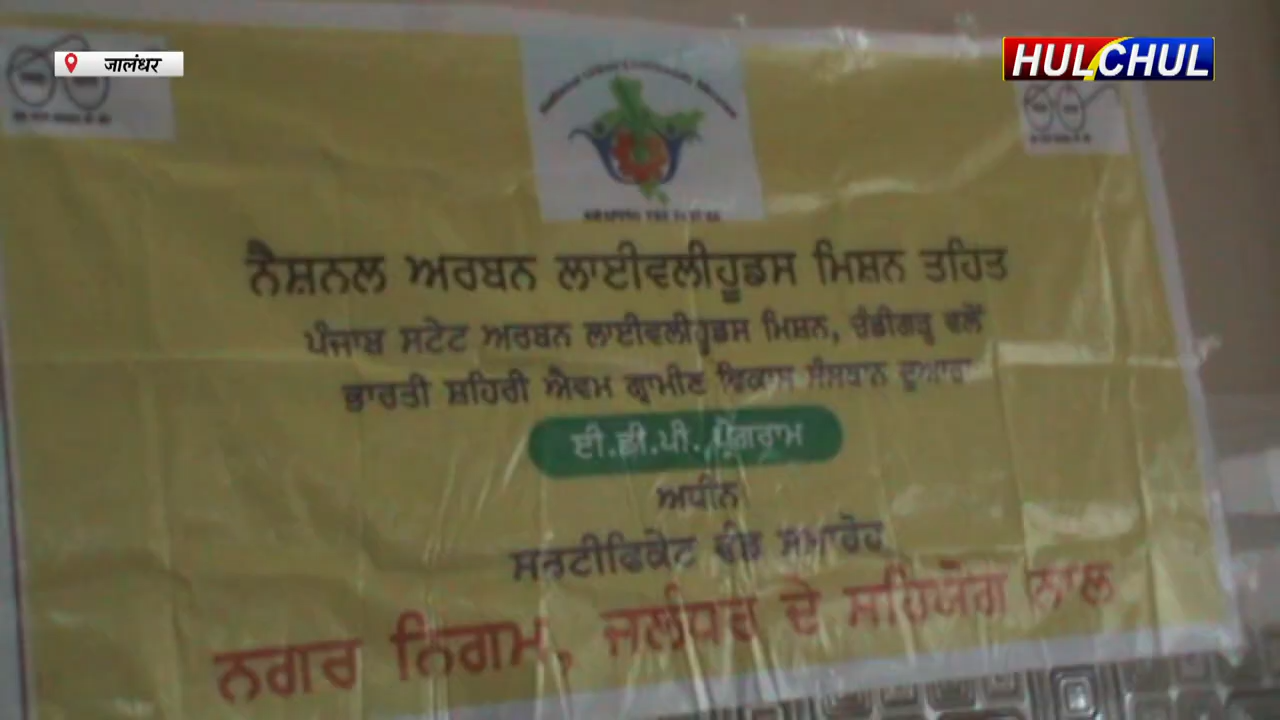 जालंधर
HULCHUL
ਨੈਸ਼ਨਲ ਅਰਬਨ ਲਾਈਵਲੀਹੂਡਸ ਮਿਸ਼ਨ ਤਹਿਤ
ਪੰਜਾਬ ਸਟੇਟ ਅਰਬਨ ਲਾਈਵਲੀਹੂਡਸ ਮਿਸ਼ਨ, ਚੰਡੀਗੜ੍ਹ ਵਲੋਂ
ਭਾਰਤੀ ਸ਼ਹਿਰੀ ਐਵਮ ਗ੍ਰਾਮੀਣ ਵਿਕਾਸ ਸੰਸਥਾਨ ਦੁਆਰਾ
ਈ.ਡੀ.ਪੀ. ਪ੍ਰੋਗਰਾਮ
ਅਧੀਨ
ਸਰਟੀਫਿਕੇਟ ਵੰਡ ਸਮਾਰੋਹ
ਨਗਰ ਨਿਗਮ, ਜਲੰਧਰ ਦੇ ਸਹਿਯੋਗ ਨਾਲ